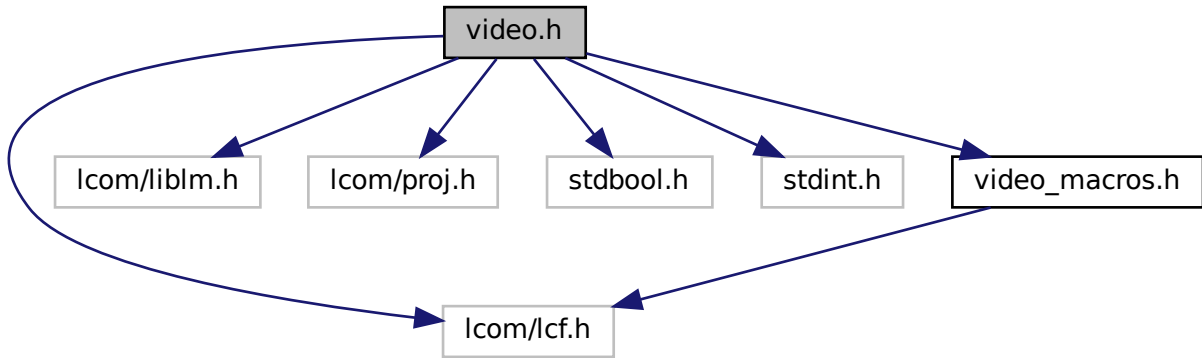 video.h
lcom/liblm.h
lcom/proj.h
stdbool.h
stdint.h
video_macros.h
lcom/lcf.h